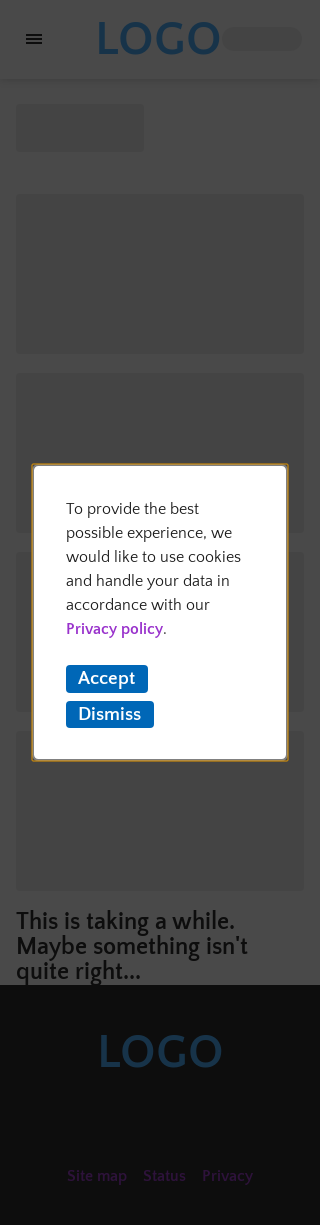 LOGO
To provide the best
possible experience, we
would like to use cookies
and handle your data in
accordance with our
Privacy policy.
Accept
Dismiss
This is taking a while.
Maybe something isn't
quite right...
LOGO
Site map Status Privacy